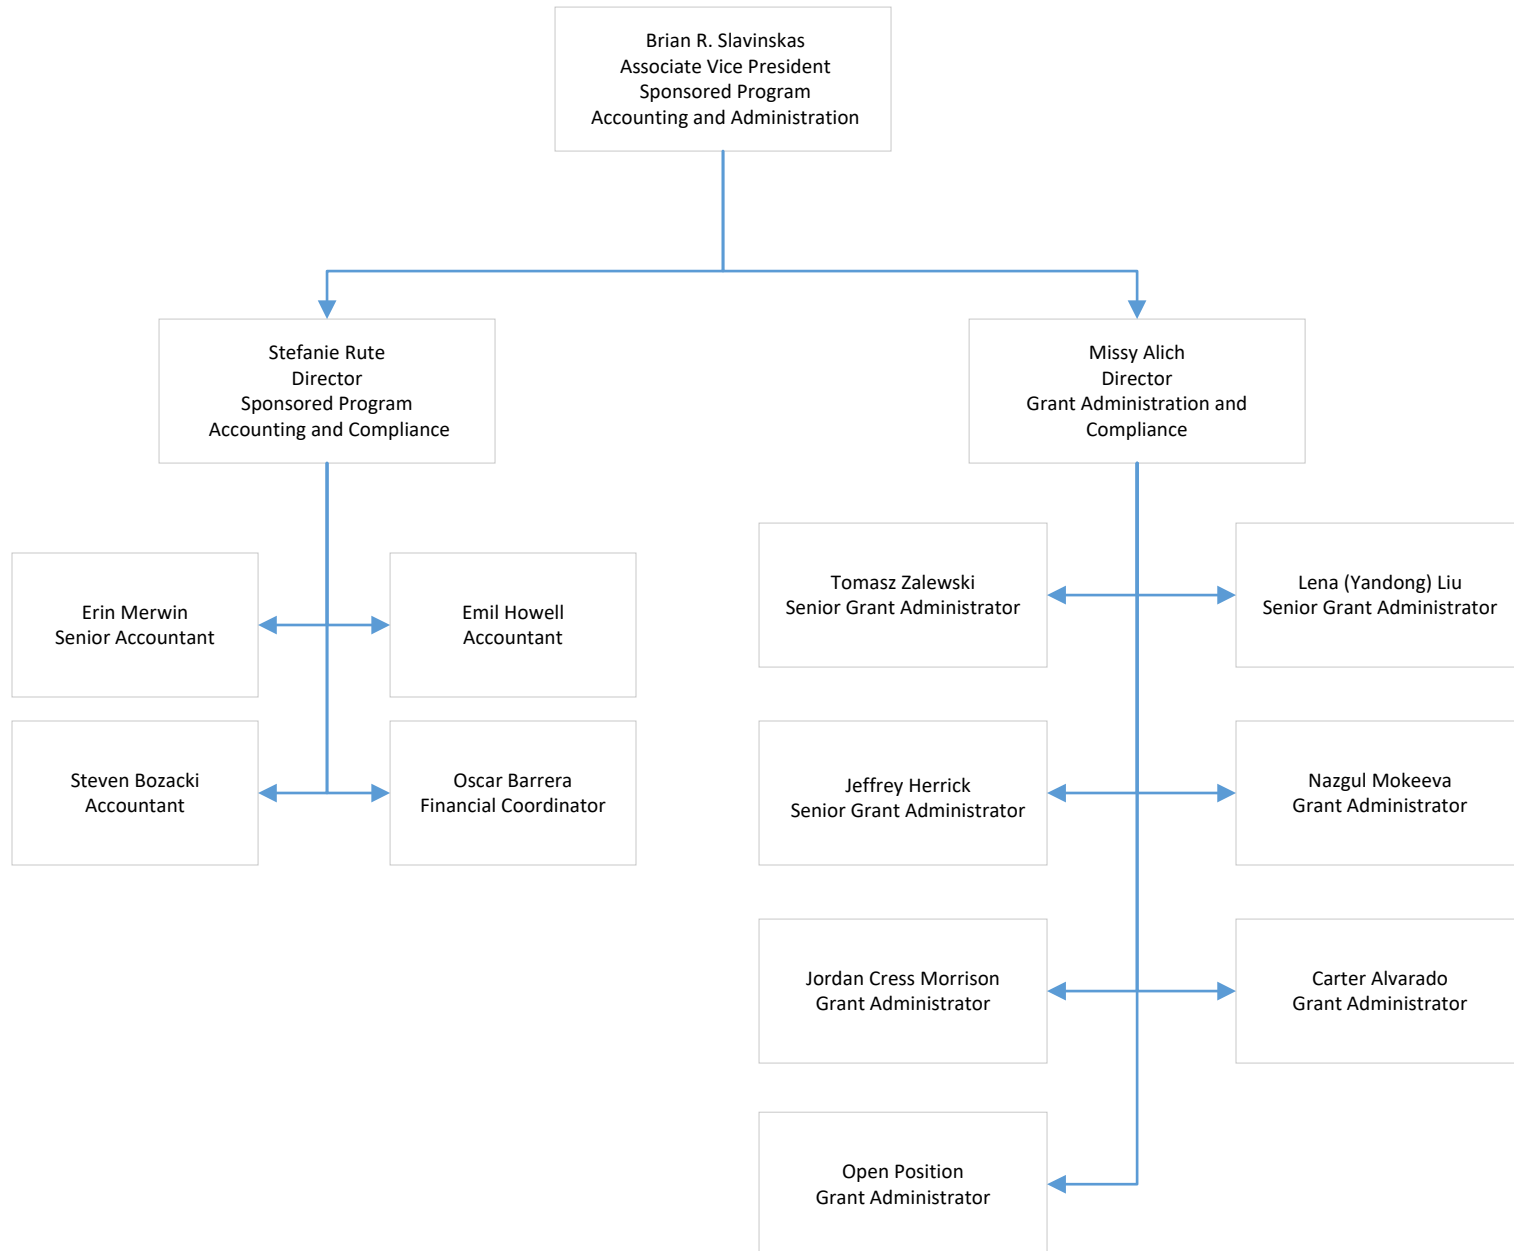 Brian R. Slavinskas
Associate Vice President
Sponsored Program
Accounting and Administration
Stefanie Rute
Director
Sponsored Program
Accounting and Compliance
Missy Alich
Director
Grant Administration and
Compliance
Erin Merwin
Senior Accountant
Emil Howell
Accountant
Steven Bozacki
Accountant
Oscar Barrera
Financial Coordinator
Tomasz Zalewski
Senior Grant Administrator
Lena (Yandong) Liu
Senior Grant Administrator
Jeffrey Herrick
Senior Grant Administrator
Nazgul Mokeeva
Grant Administrator
Jordan Cress Morrison
Grant Administrator
Carter Alvarado
Grant Administrator
Open Position
Grant Administrator